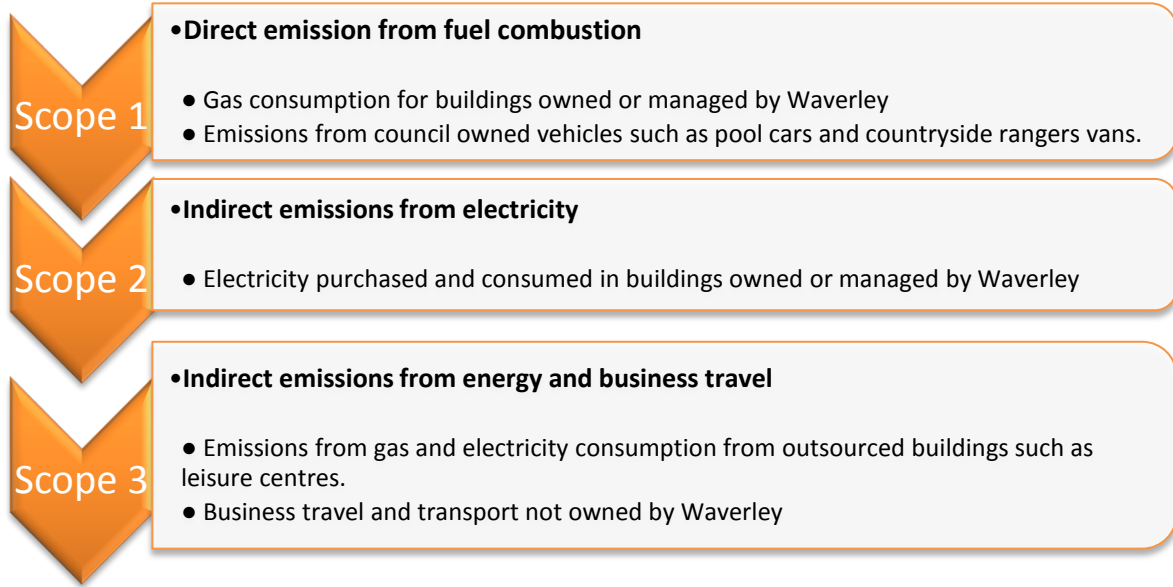 Scope 1
•Direct emission from fuel combustion
● Gas consumption for buildings owned or managed by Waverley
● Emissions from council owned vehicles such as pool cars and countryside rangers vans.
Scope 2
•Indirect emissions from electricity
● Electricity purchased and consumed in buildings owned or managed by Waverley
Scope 3
•Indirect emissions from energy and business travel
● Emissions from gas and electricity consumption from outsourced buildings such as
leisure centres.
● Business travel and transport not owned by Waverley